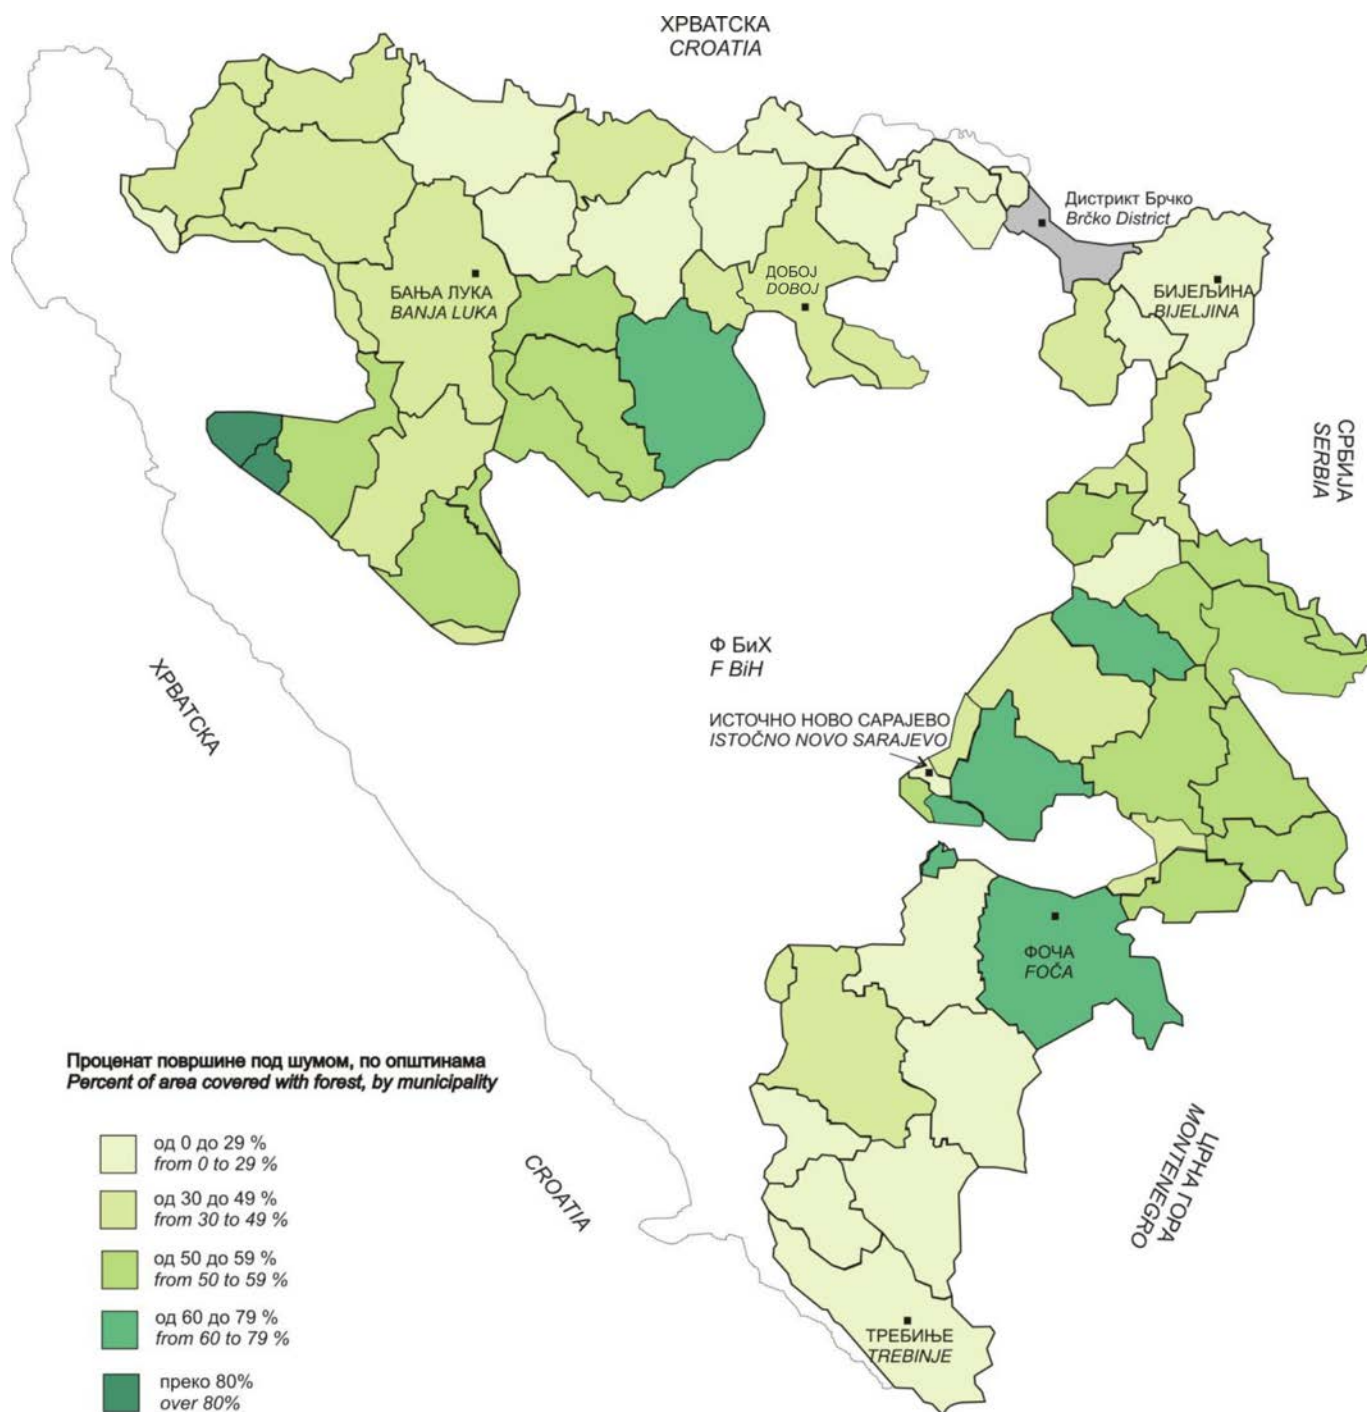 ХРВАТСКА
CROATIA
Дистрикт Брчко
Brčko District
ДОБОЈ
DOBOJ
БАЊА ЛУКА
BANJA LUKA
БИЈЕЉИНА
BIJELJINA
СРБИЈА
SERBIA
Ф БиХ
F BiH
ХРВАТСКА
ИСТОЧНО НОВО САРАЈЕВО
ISTOČNO NOVO SARAJEVO
ФОЧА
FOČA
ЦРНА ГОРА
MONTENEGRO
CROATIA
ТРЕБИЊЕ
TREBINJE
Проценат површине под шумом, по општинама
Percent of area covered with forest, by municipality
од 0 до 29 %
from 0 to 29 %
од 30 до 49 %
from 30 to 49 %
од 50 до 59 %
from 50 to 59 %
од 60 до 79 %
from 60 to 79 %
преко 80%
over 80%